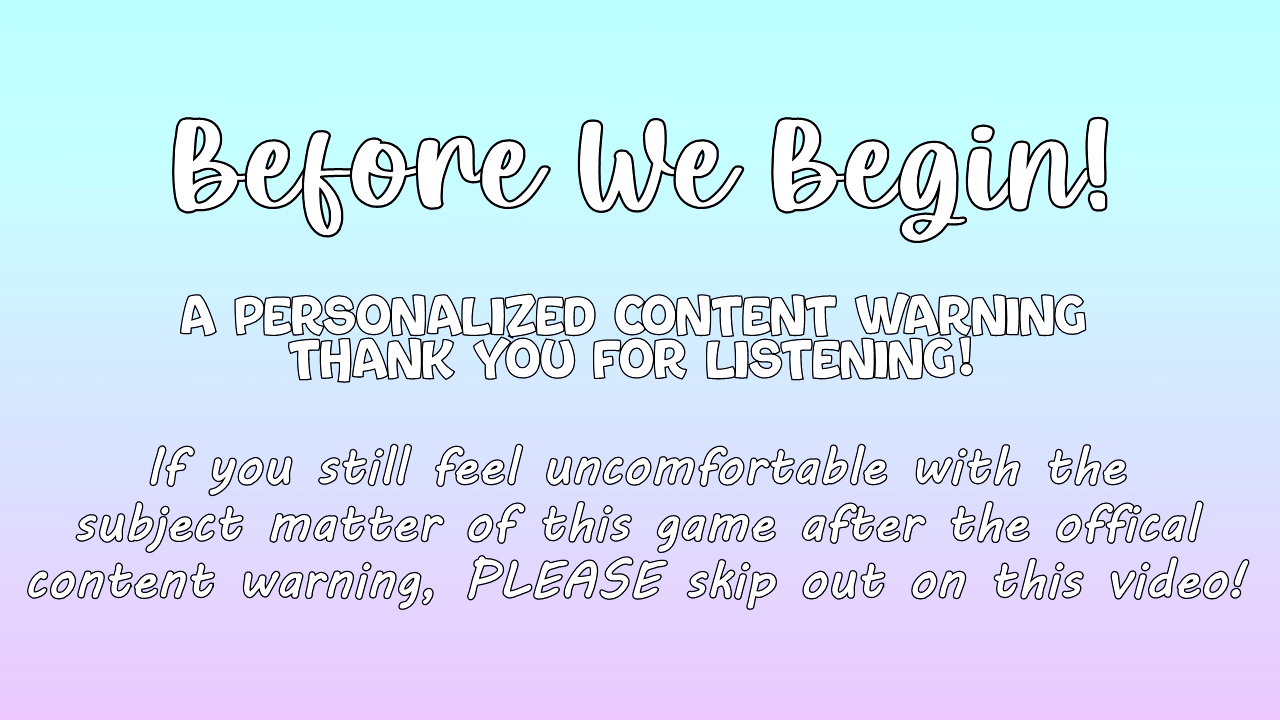 Before We Begin!
A PERSONALIZED CONTENT WARNING
THANK YOU FOR LISTENING!
If you still feel uncomfortable with the
subject matter of this game after the offical
content warning, PLEASE skip out on this video!